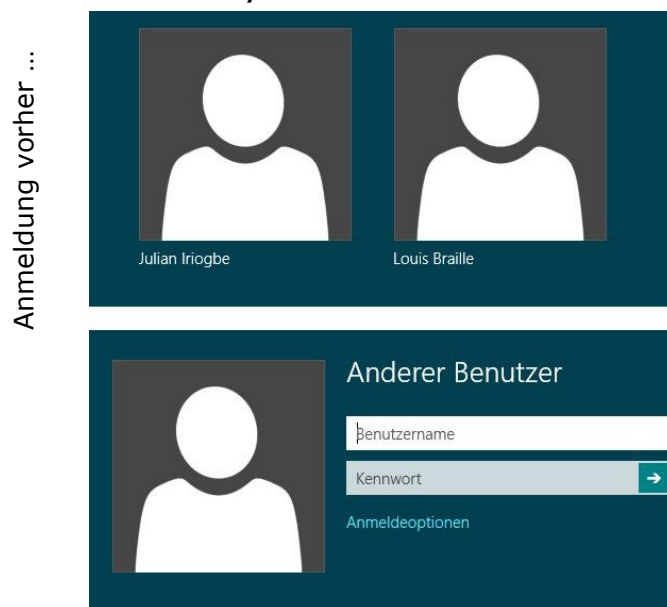 Anmeldung vorher ...
Julian Iriogbe
Louis Braille
Anderer Benutzer
Benutzername
Kennwort
Anmeldeoptionen